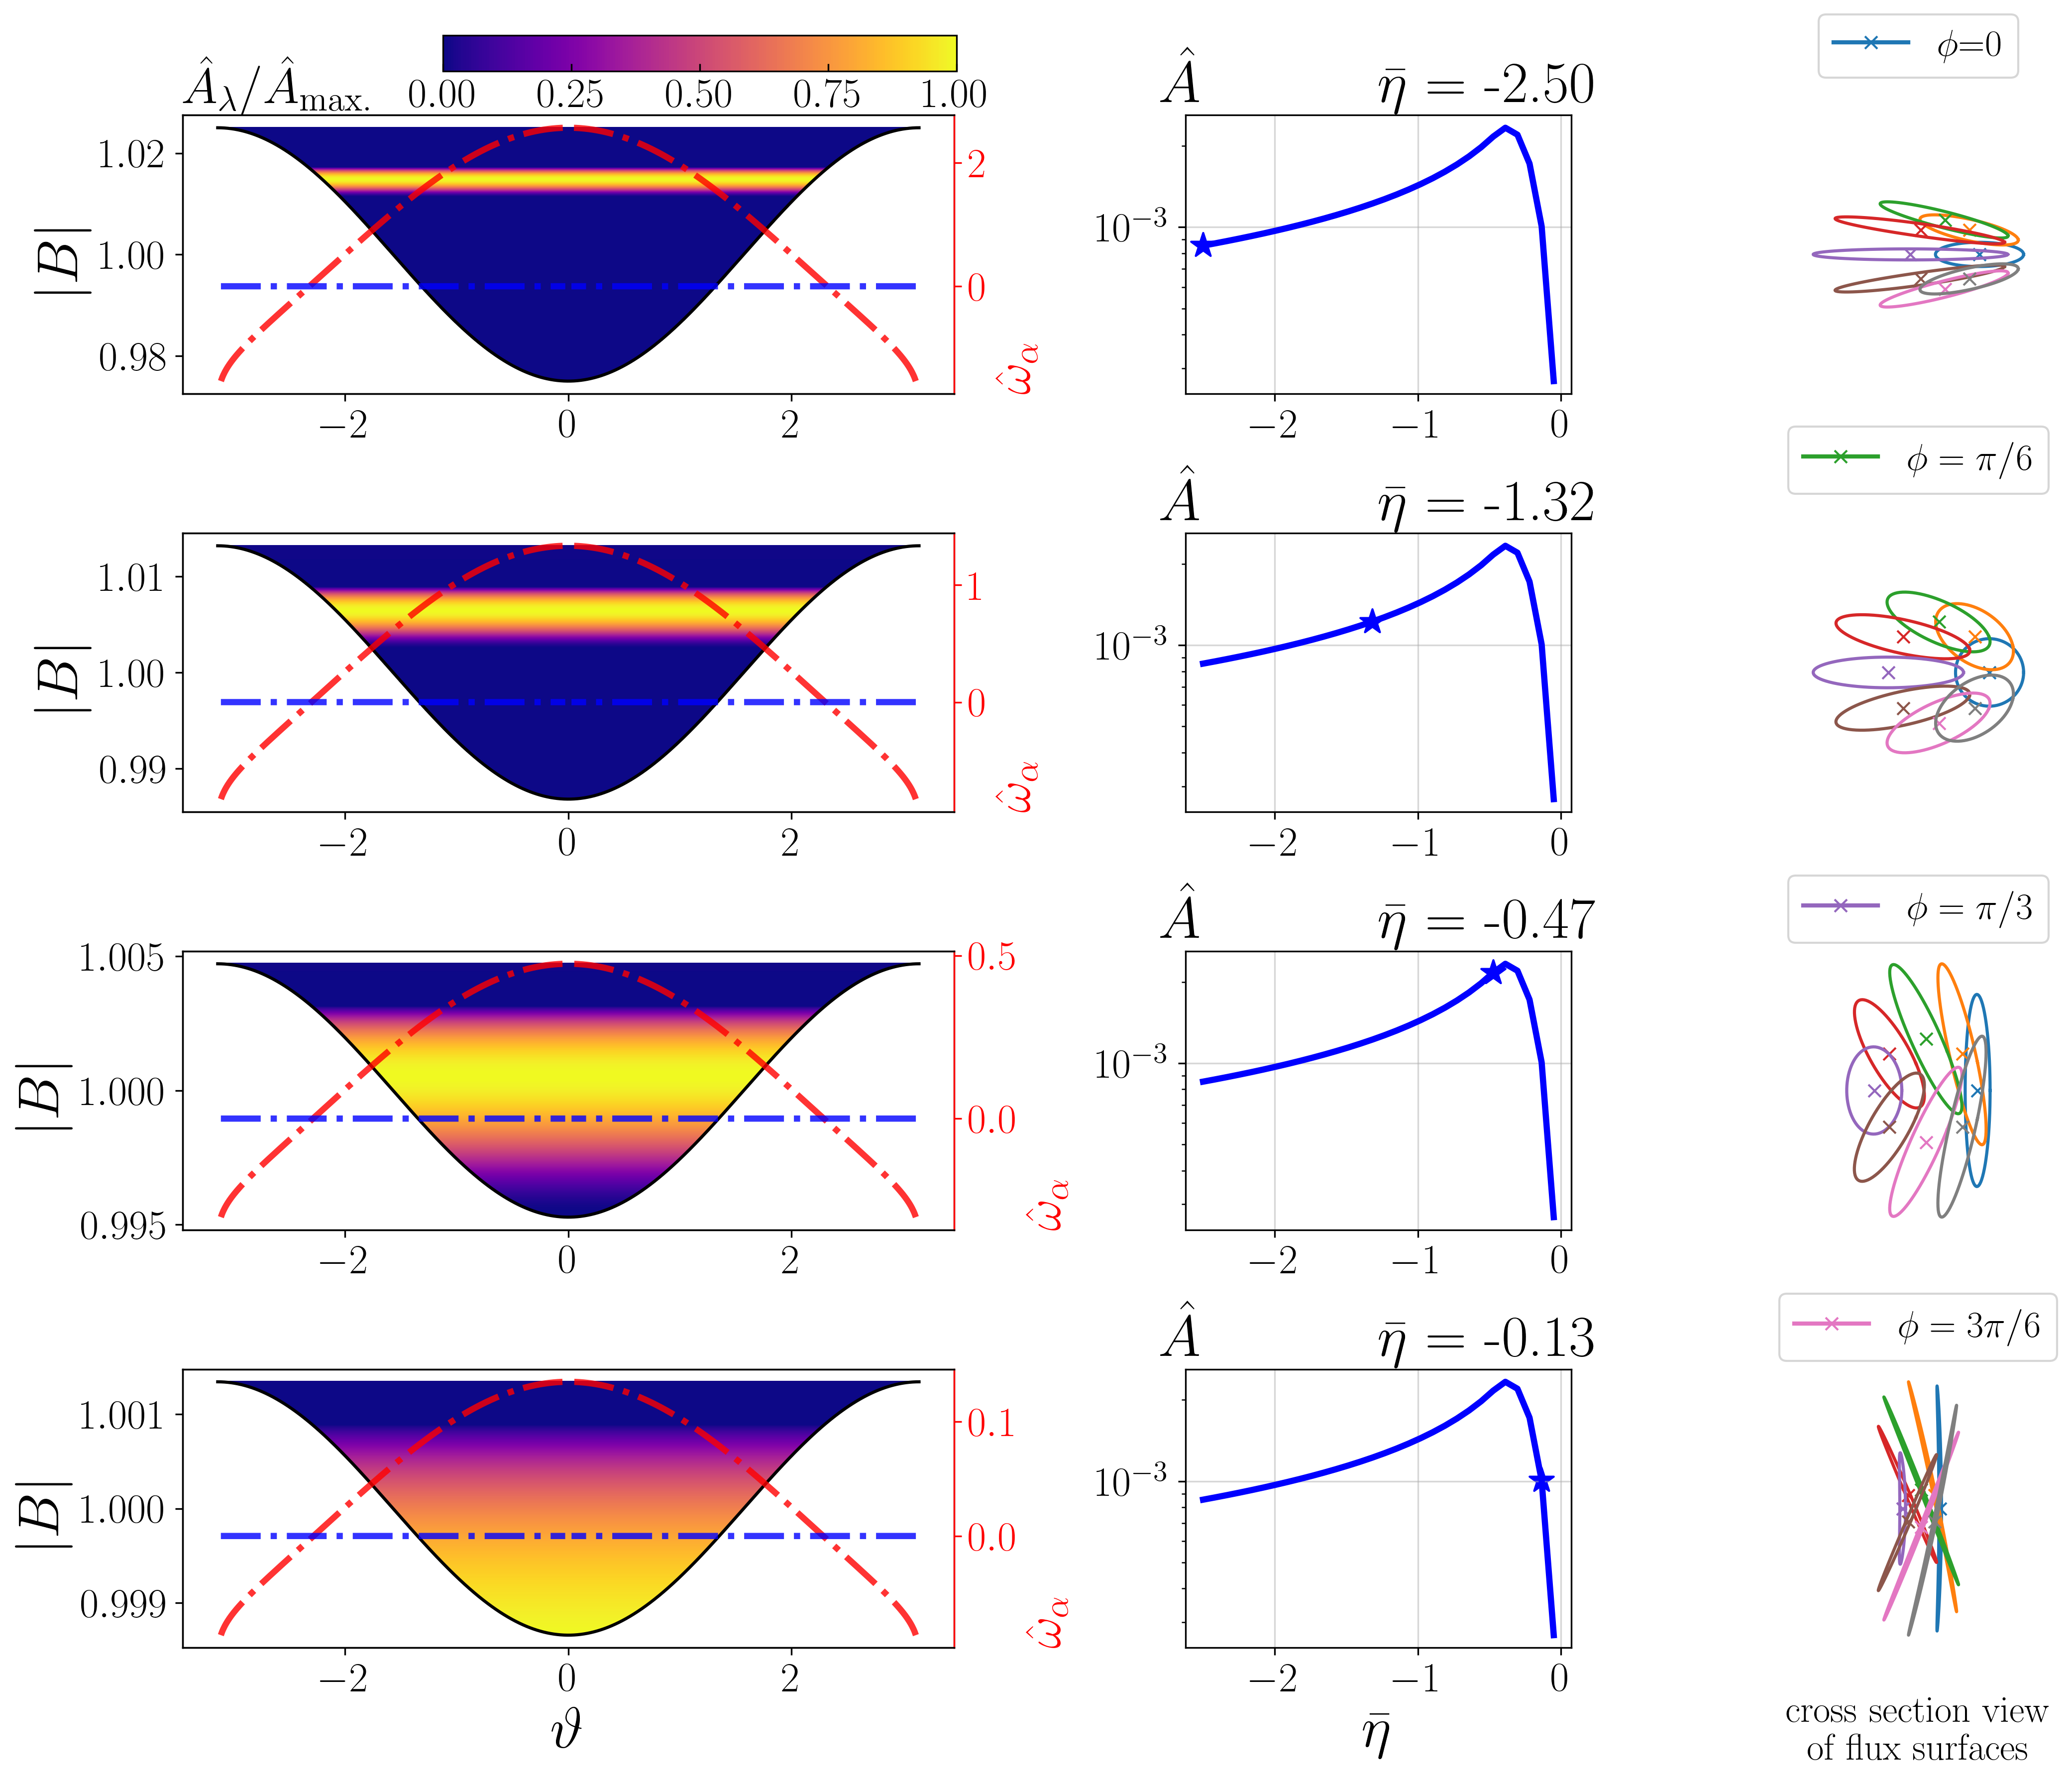 Â_λ/Â_max.
0.00 0.25 0.50 0.75 1.00
|B|
1.02
1.00
0.98
2
0
ω̂_α
−2 0 2
Â η̄ = -2.50
10⁻³
−2 −1 0
ϕ=0
|B|
1.01
1.00
0.99
1
0
ω̂_α
−2 0 2
Â η̄ = -1.32
10⁻³
−2 −1 0
ϕ = π/6
|B|
1.005
1.000
0.995
0.5
0.0
ω̂_α
−2 0 2
Â η̄ = -0.47
10⁻³
−2 −1 0
ϕ = π/3
|B|
1.001
1.000
0.999
0.1
0.0
ω̂_α
−2 0 2
ϑ
Â η̄ = -0.13
10⁻³
−2 −1 0
η̄
ϕ = 3π/6
cross section view
of flux surfaces